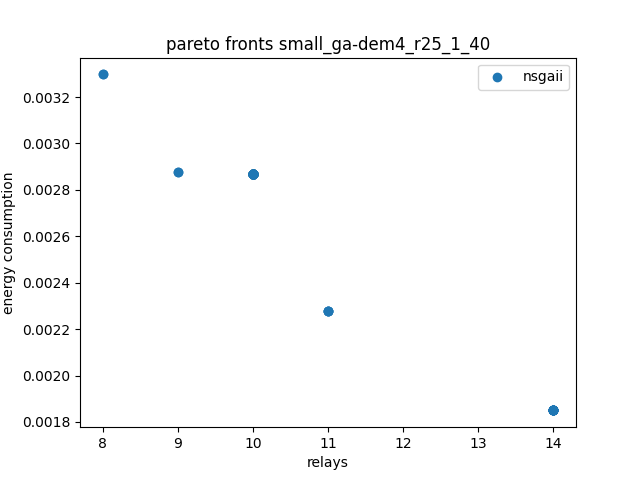 pareto fronts small_ga-dem4_r25_1_40
nsgaii
energy consumption
0.0032
0.0030
0.0028
0.0026
0.0024
0.0022
0.0020
0.0018
8 9 10 11 12 13 14
relays